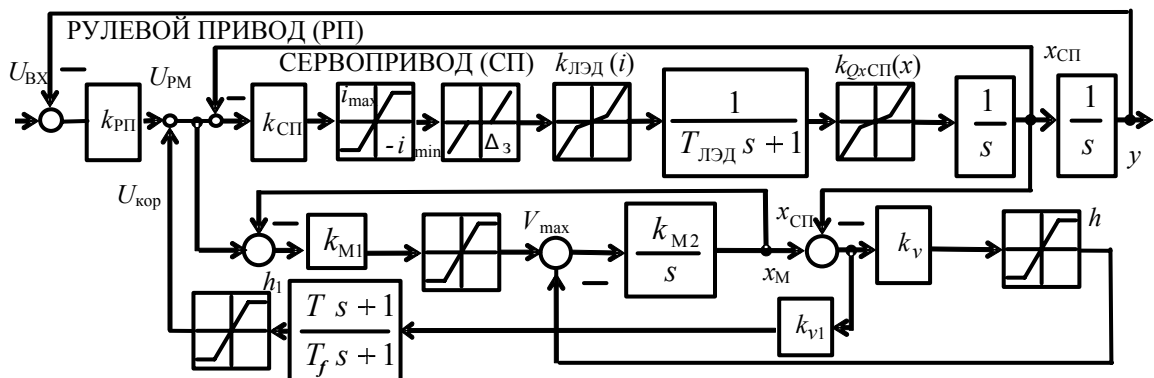 РУЛЕВОЙ ПРИВОД (РП)
U_ВХ
−
U_РМ
СЕРВОПРИВОД (СП)
k_ЛЭД (i)
k_QxСП(x)
x_СП
k_РП
−
k_СП
i_max
-i_min
Δ_з
1
T_ЛЭД s + 1
1
s
1
s
y
U_кор
−
k_М1
V_max
−
k_М2
s
x_М
x_СП
−
k_v
h
h_1
T s + 1
T_f s + 1
k_v1